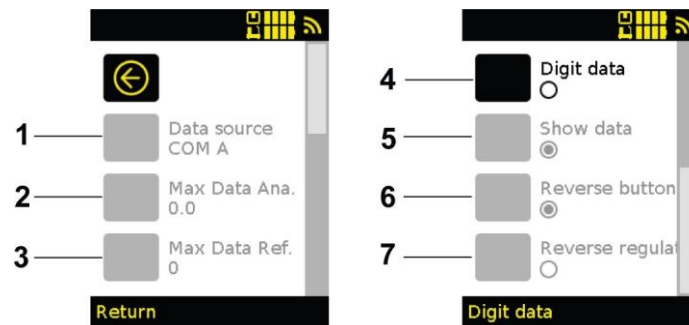 1
Data source
COM A
2
Max Data Ana.
0.0
3
Max Data Ref.
0
Return
4
Digit data
5
Show data
6
Reverse button
7
Reverse regulat
Digit data